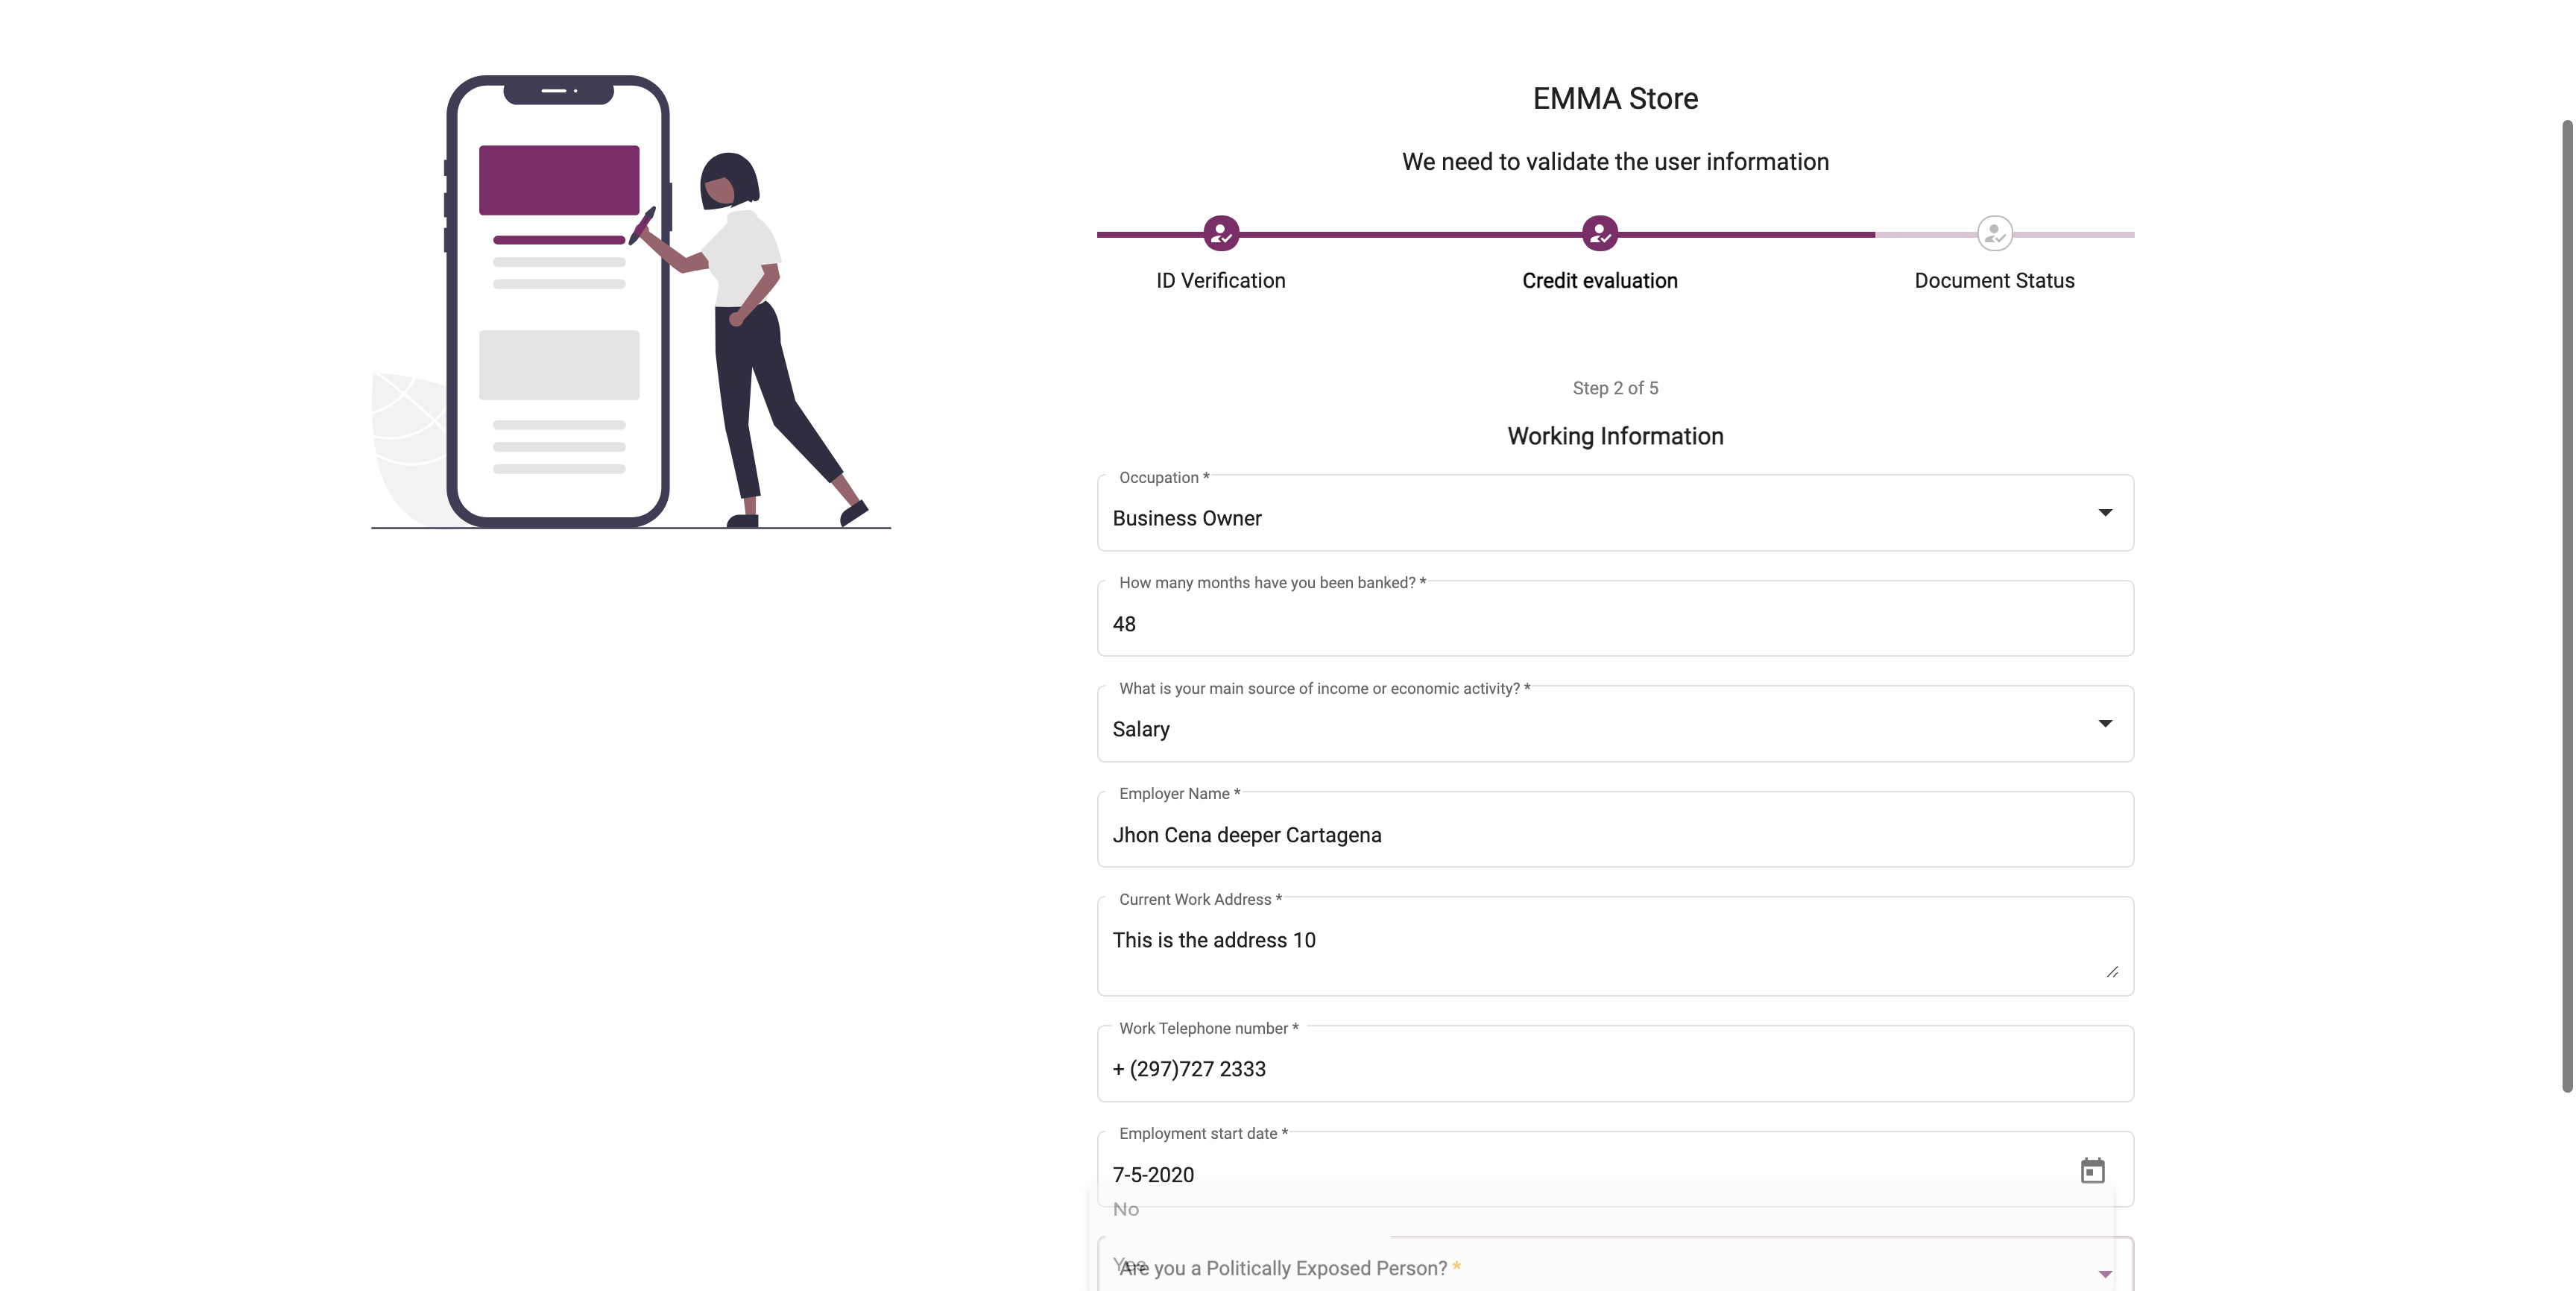 EMMA Store
We need to validate the user information
ID Verification
Credit evaluation
Document Status
Step 2 of 5
Working Information
Occupation *
Business Owner
How many months have you been banked? *
48
What is your main source of income or economic activity? *
Salary
Employer Name *
Jhon Cena deeper Cartagena
Current Work Address *
This is the address 10
Work Telephone number *
+ (297)727 2333
Employment start date *
7-5-2020
No
Yes
Are you a Politically Exposed Person? *